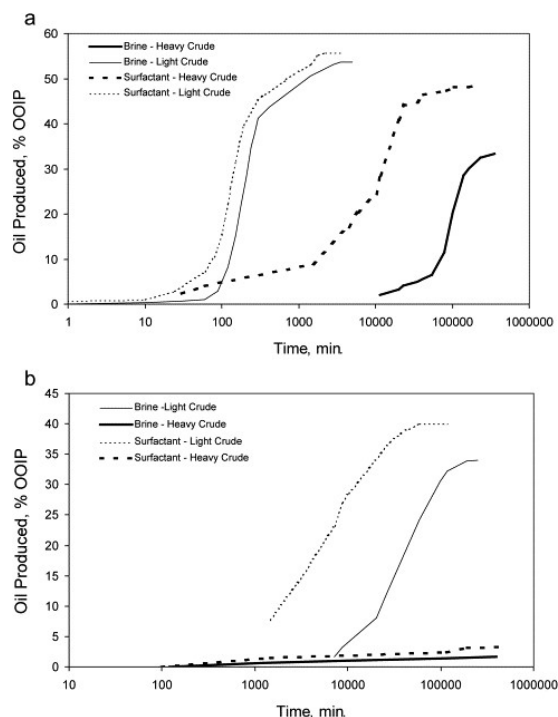 a
60
50
40
30
20
10
0
Oil Produced, % OOIP
Brine - Heavy Crude
Brine - Light Crude
Surfactant - Heavy Crude
Surfactant - Light Crude
1 10 100 1000 10000 100000 1000000
Time, min.
b
45
40
35
30
25
20
15
10
5
0
Oil Produced, % OOIP
Brine -Light Crude
Brine - Heavy Crude
Surfactant - Light Crude
Surfactant - Heavy Crude
10 100 1000 10000 100000 1000000
Time, min.